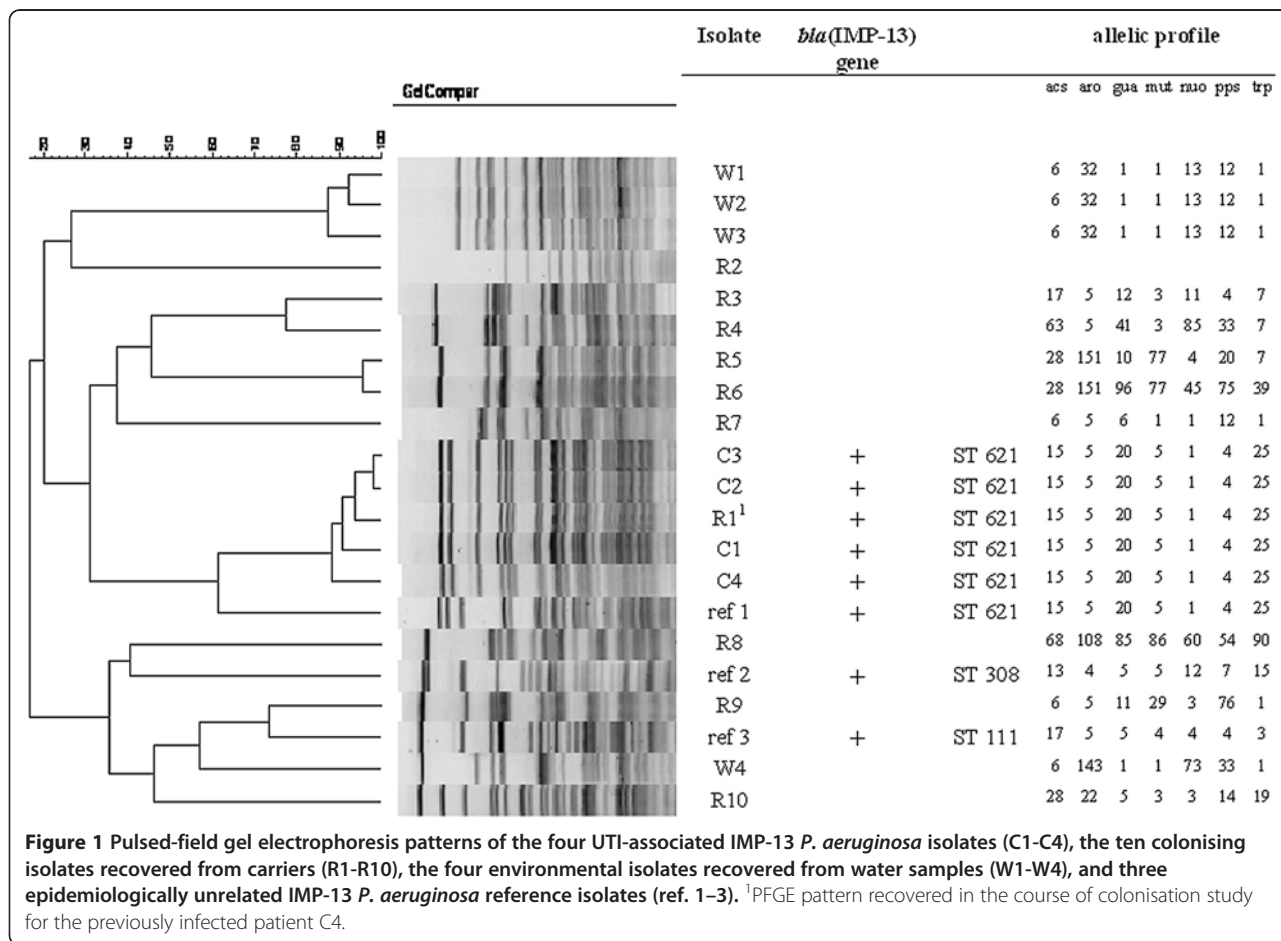 Isolate bla(IMP-13) gene allelic profile
GelCompar
acs aro gua mut nuo pps trp
20 30 40 50 60 70 80 90 100
W1 6 32 1 1 13 12 1
W2 6 32 1 1 13 12 1
W3 6 32 1 1 13 12 1
R2
R3 17 5 12 3 11 4 7
R4 63 5 41 3 85 33 7
R5 28 151 10 77 4 20 7
R6 28 151 96 77 45 75 39
R7 6 5 6 1 1 12 1
C3 + ST 621 15 5 20 5 1 4 25
C2 + ST 621 15 5 20 5 1 4 25
R1¹ + ST 621 15 5 20 5 1 4 25
C1 + ST 621 15 5 20 5 1 4 25
C4 + ST 621 15 5 20 5 1 4 25
ref 1 + ST 621 15 5 20 5 1 4 25
R8 68 108 85 86 60 54 90
ref 2 + ST 308 13 4 5 5 12 7 15
R9 6 5 11 29 3 76 1
ref 3 + ST 111 17 5 5 4 4 4 3
W4 6 143 1 1 73 33 1
R10 28 22 5 3 3 14 19
Figure 1 Pulsed-field gel electrophoresis patterns of the four UTI-associated IMP-13 P. aeruginosa isolates (C1-C4), the ten colonising
isolates recovered from carriers (R1-R10), the four environmental isolates recovered from water samples (W1-W4), and three
epidemiologically unrelated IMP-13 P. aeruginosa reference isolates (ref. 1–3). ¹PFGE pattern recovered in the course of colonisation study
for the previously infected patient C4.